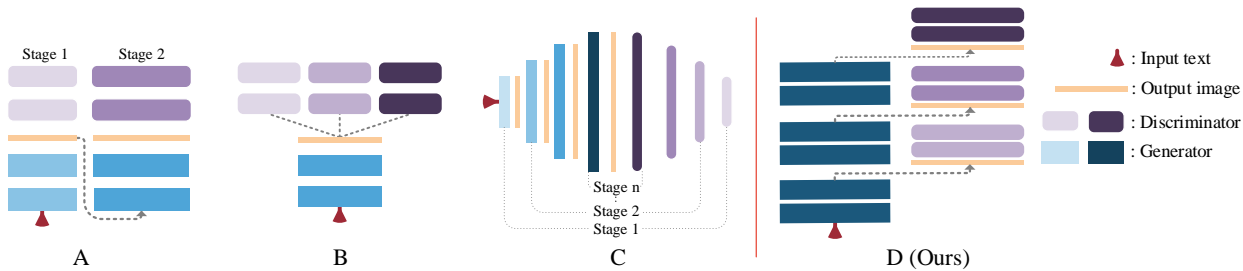 Stage 1
Stage 2
Stage n
Stage 2
Stage 1
: Input text
: Output image
: Discriminator
: Generator
A
B
C
D (Ours)